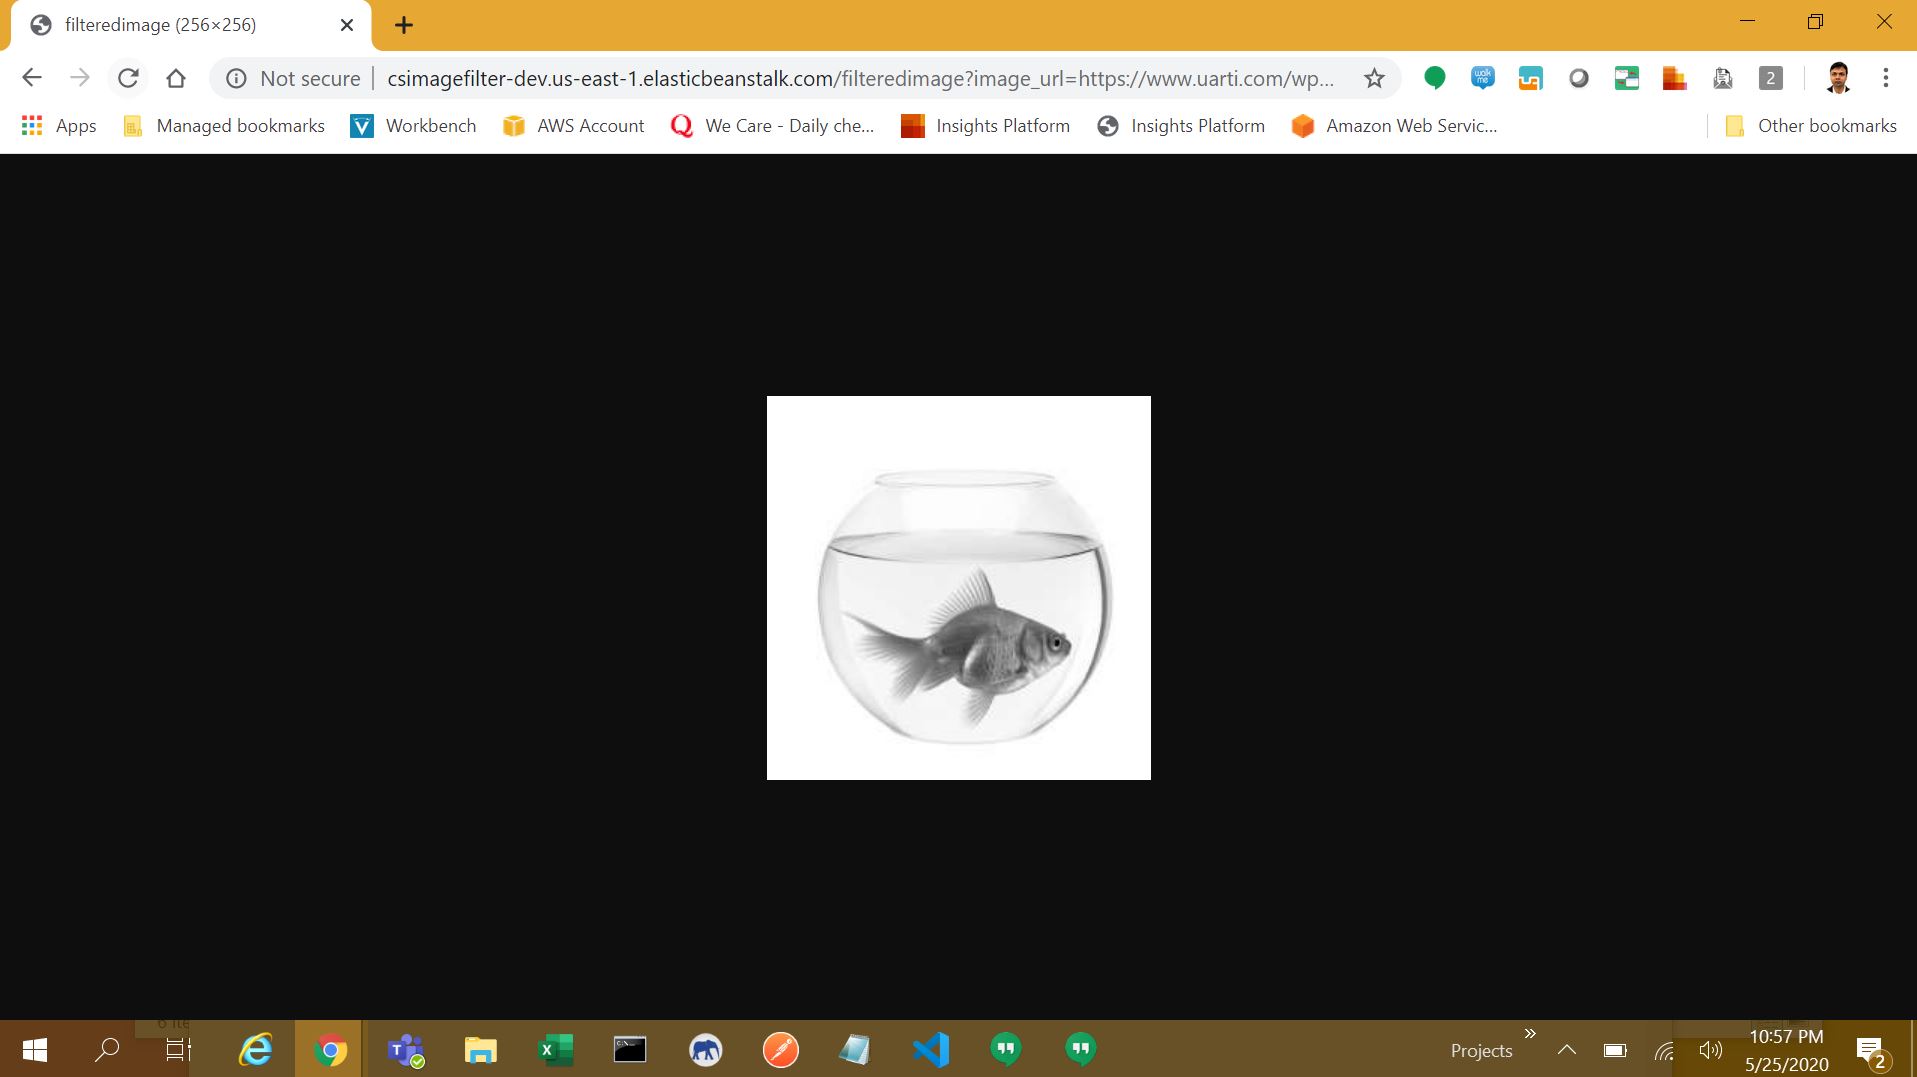 filteredimage (256×256)
Not secure csimagefilter-dev.us-east-1.elasticbeanstalk.com/filteredimage?image_url=https://www.uarti.com/wp...
walk me
2
Apps Managed bookmarks Workbench AWS Account We Care - Daily che... Insights Platform Insights Platform Amazon Web Servic... Other bookmarks
Projects
10:57 PM
5/25/2020
2